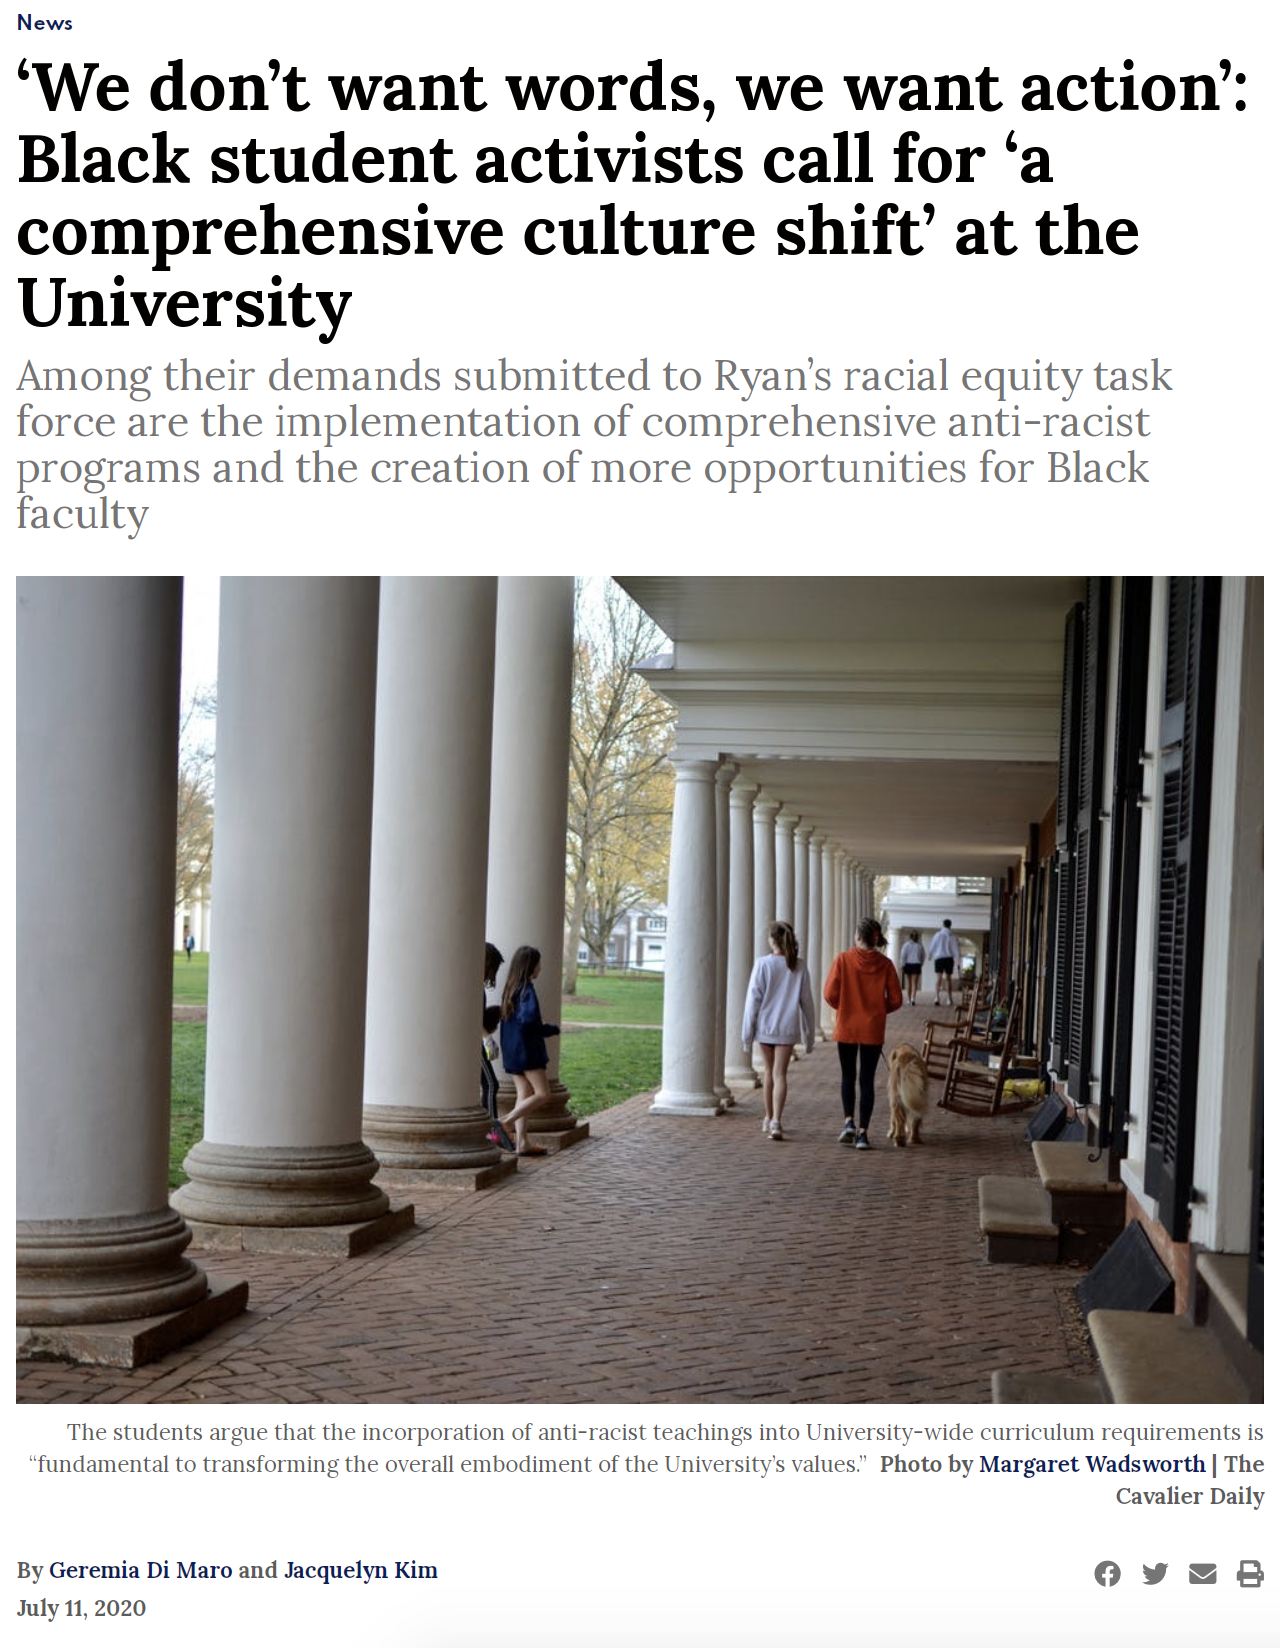 News
‘We don’t want words, we want action’:
Black student activists call for ‘a
comprehensive culture shift’ at the
University
Among their demands submitted to Ryan’s racial equity task
force are the implementation of comprehensive anti-racist
programs and the creation of more opportunities for Black
faculty
The students argue that the incorporation of anti-racist teachings into University-wide curriculum requirements is
“fundamental to transforming the overall embodiment of the University’s values.” Photo by Margaret Wadsworth | The
Cavalier Daily
By Geremia Di Maro and Jacquelyn Kim
July 11, 2020